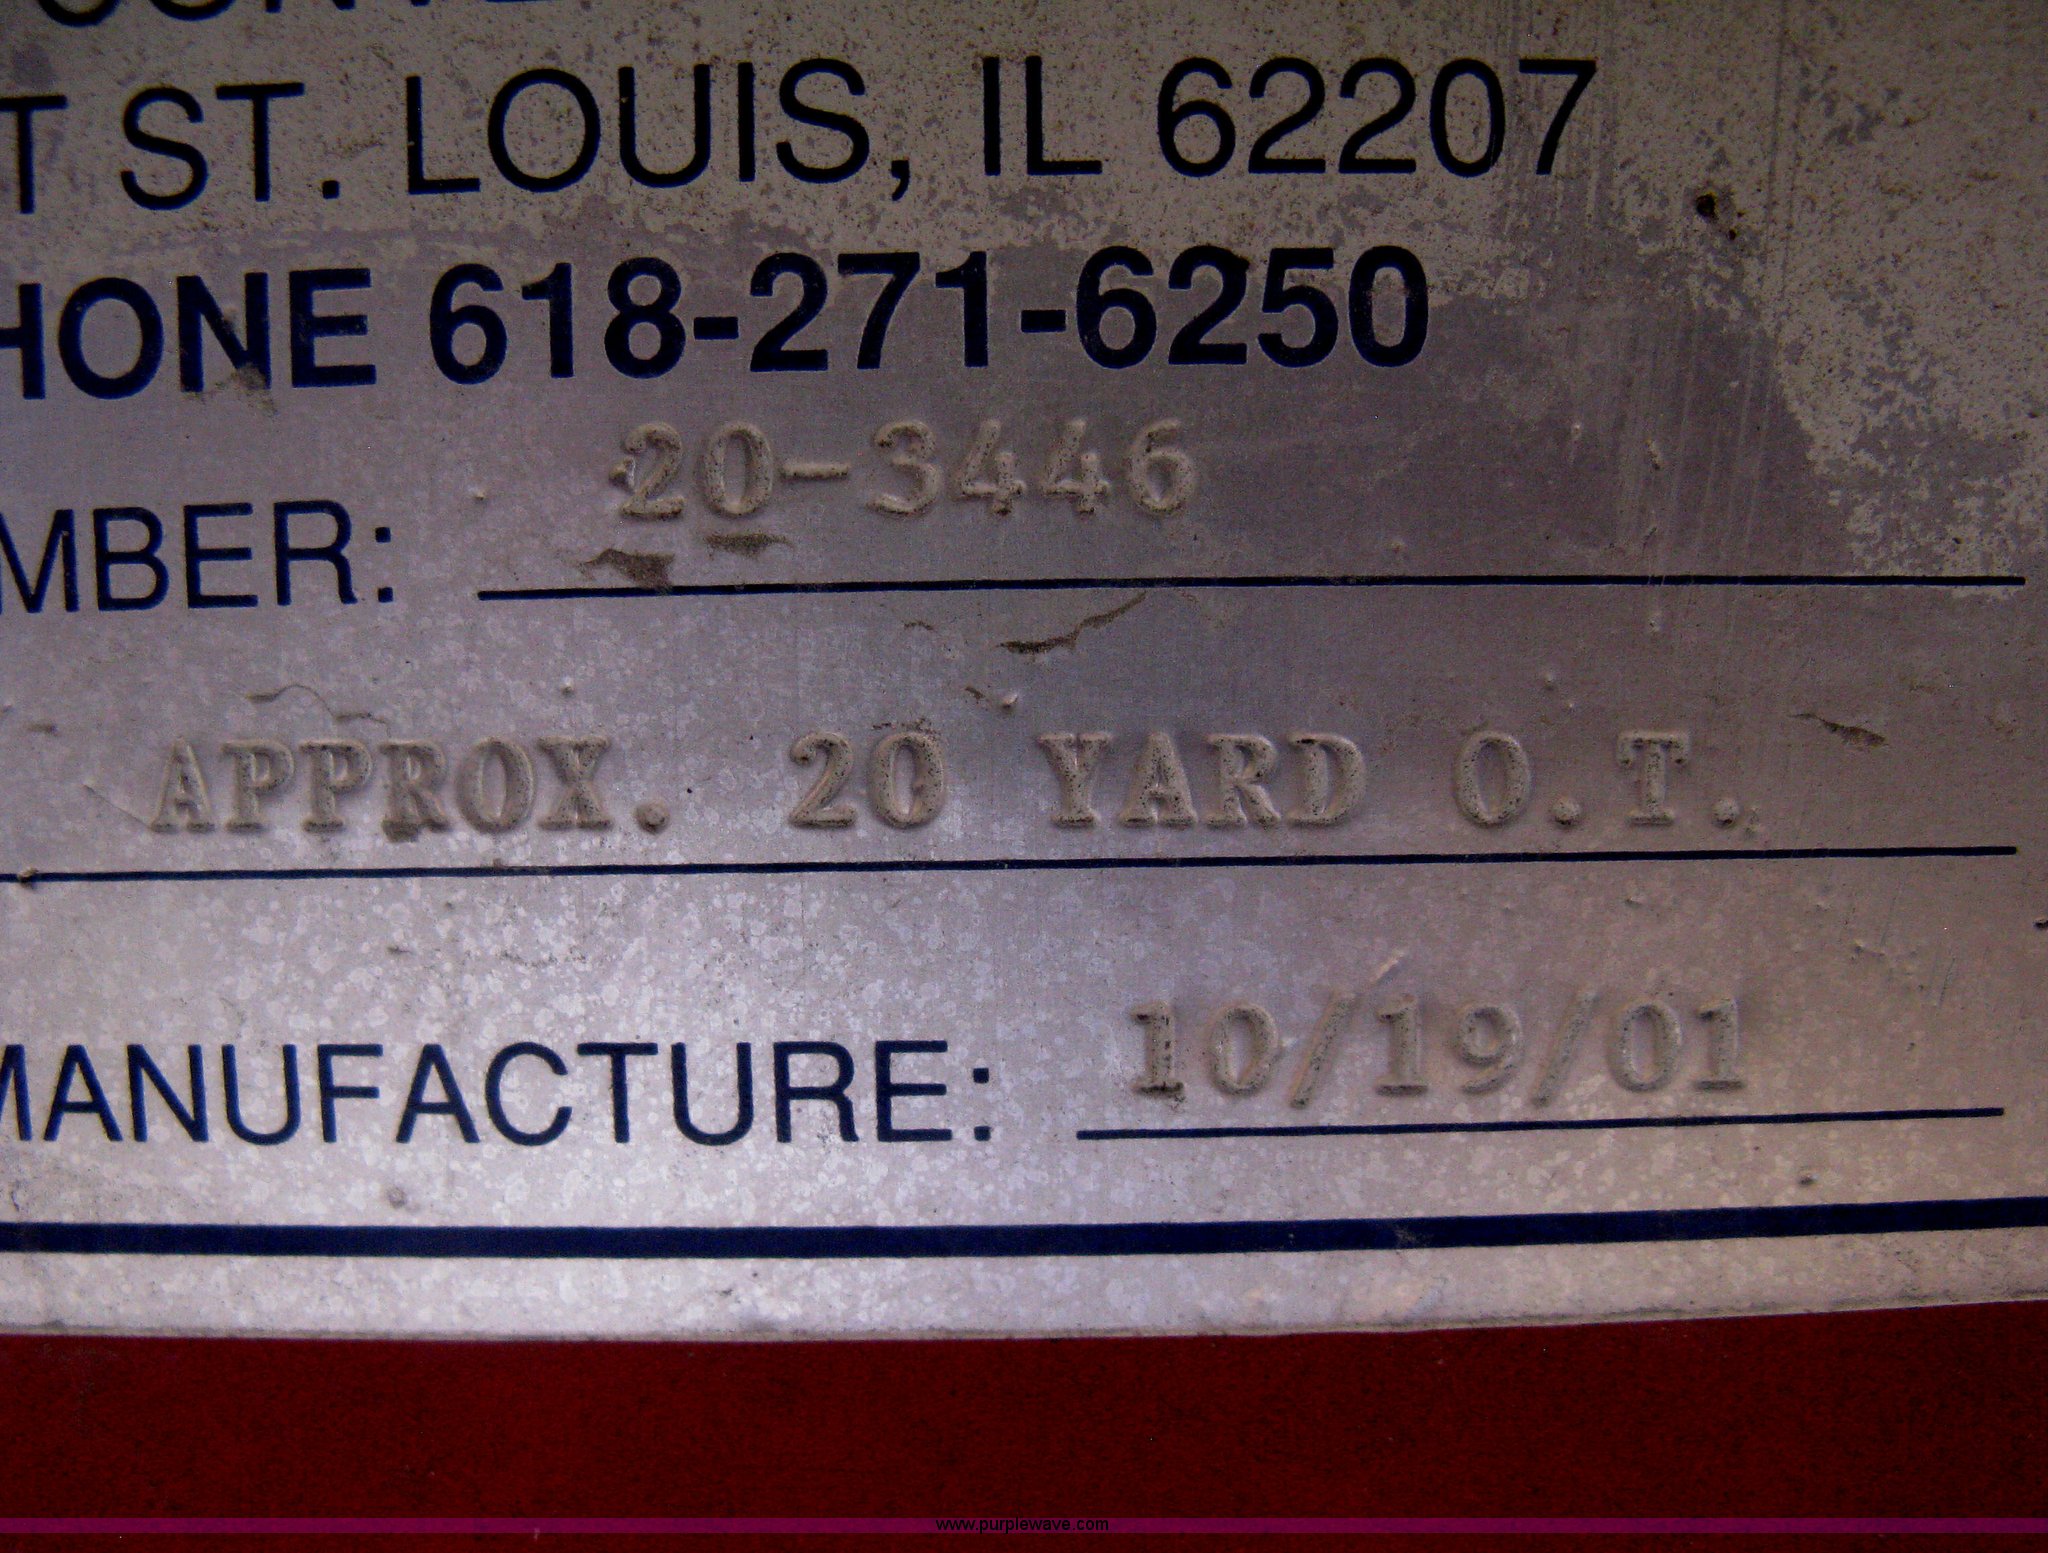 T ST. LOUIS, IL 62207
HONE 618-271-6250
MBER: 20-3446
APPROX. 20 YARD O.T.
MANUFACTURE: 10/19/01
www.purplewave.com